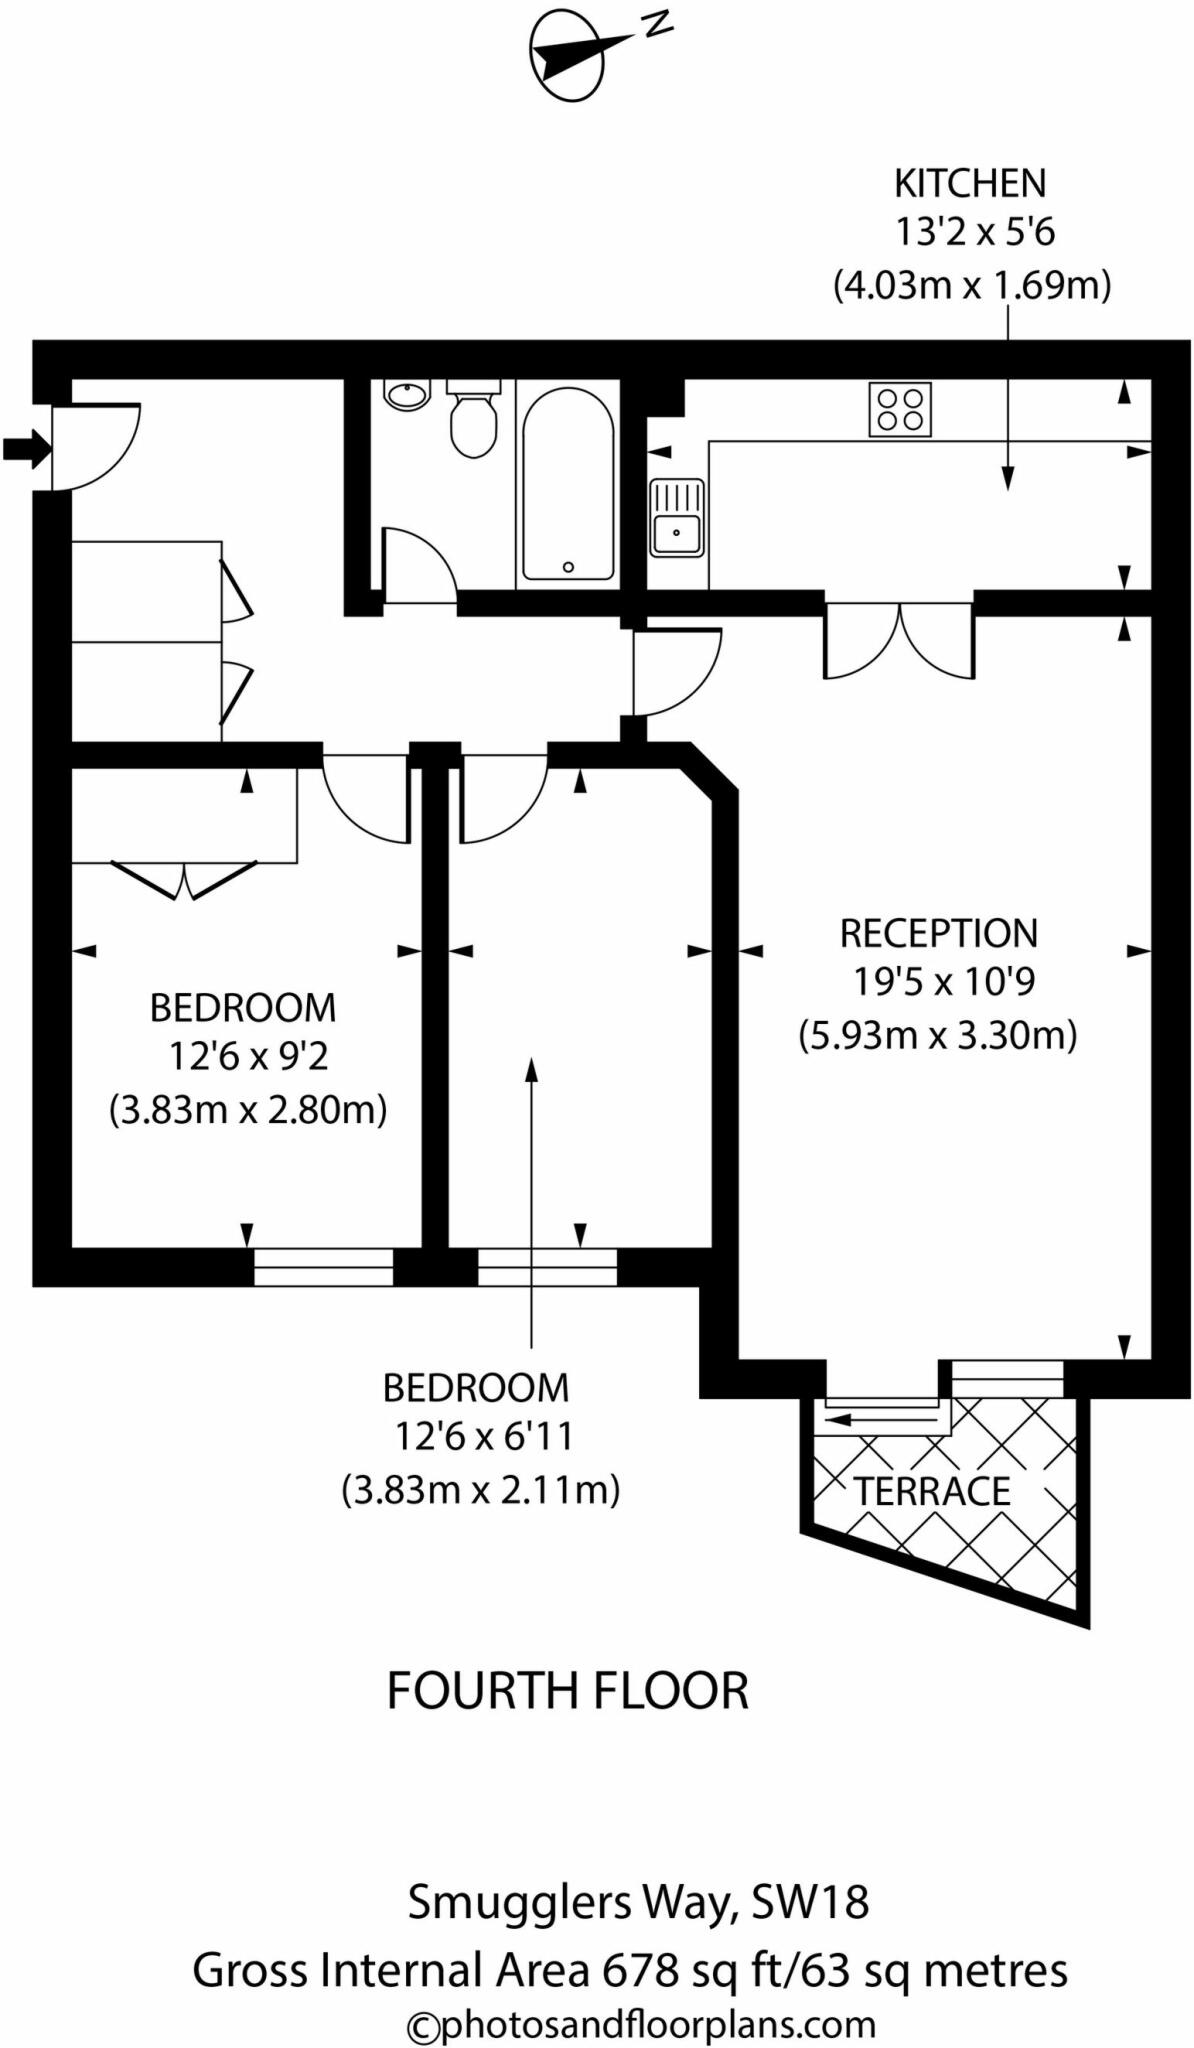 N
KITCHEN
13'2 x 5'6
(4.03m x 1.69m)
RECEPTION
19'5 x 10'9
(5.93m x 3.30m)
BEDROOM
12'6 x 9'2
(3.83m x 2.80m)
BEDROOM
12'6 x 6'11
(3.83m x 2.11m)
TERRACE
FOURTH FLOOR
Smugglers Way, SW18
Gross Internal Area 678 sq ft/63 sq metres
©photosandfloorplans.com